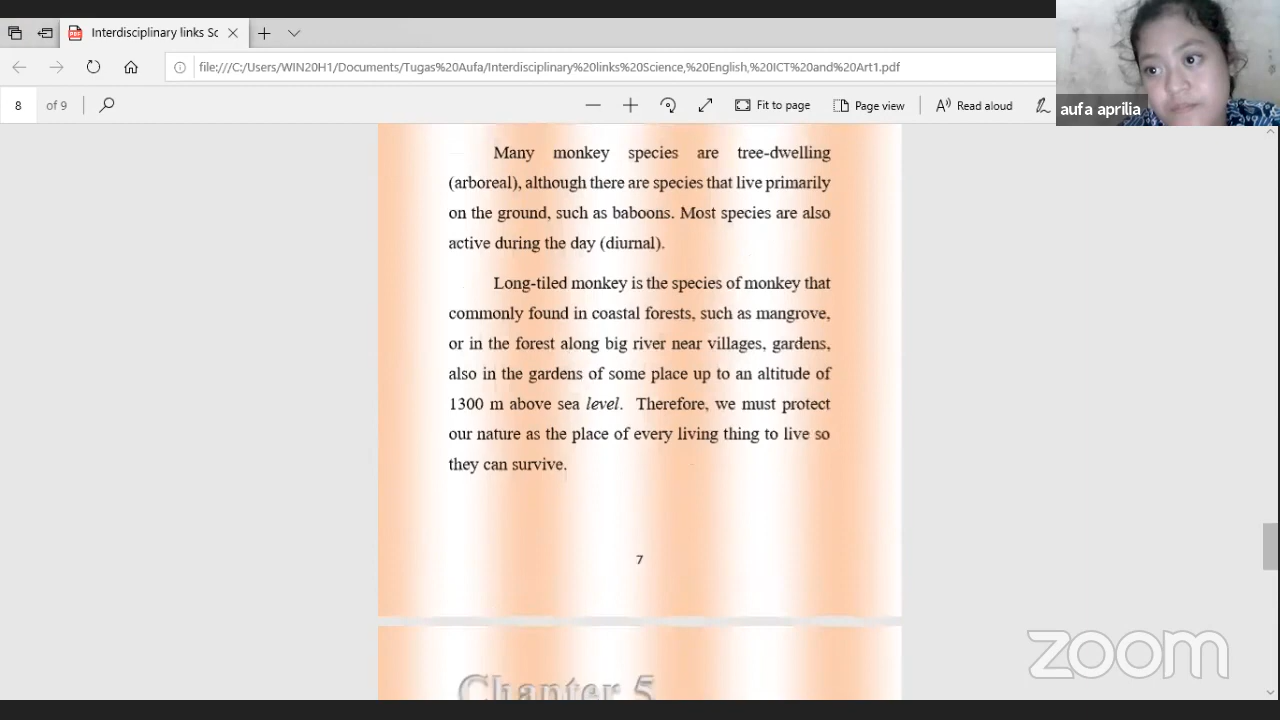 Interdisciplinary links Sc
file:///C:/Users/WIN20H1/Documents/Tugas%20Aufa/Interdisciplinary%20links%20Science,%20English,%20ICT%20and%20Art1.pdf
8 of 9
Fit to page
Page view
Read aloud
aufa aprilia
Many monkey species are tree-dwelling
(arboreal), although there are species that live primarily
on the ground, such as baboons. Most species are also
active during the day (diurnal).
Long-tiled monkey is the species of monkey that
commonly found in coastal forests, such as mangrove,
or in the forest along big river near villages, gardens,
also in the gardens of some place up to an altitude of
1300 m above sea level. Therefore, we must protect
our nature as the place of every living thing to live so
they can survive.
7
Chapter 5
zoom